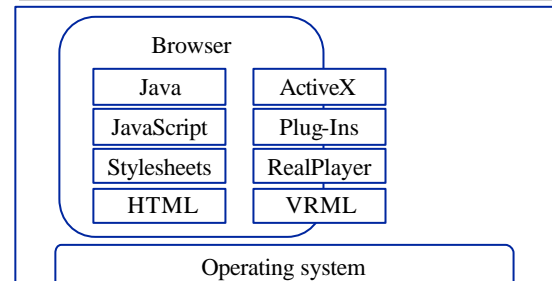 Browser
Java ActiveX
JavaScript Plug-Ins
Stylesheets RealPlayer
HTML VRML
Operating system